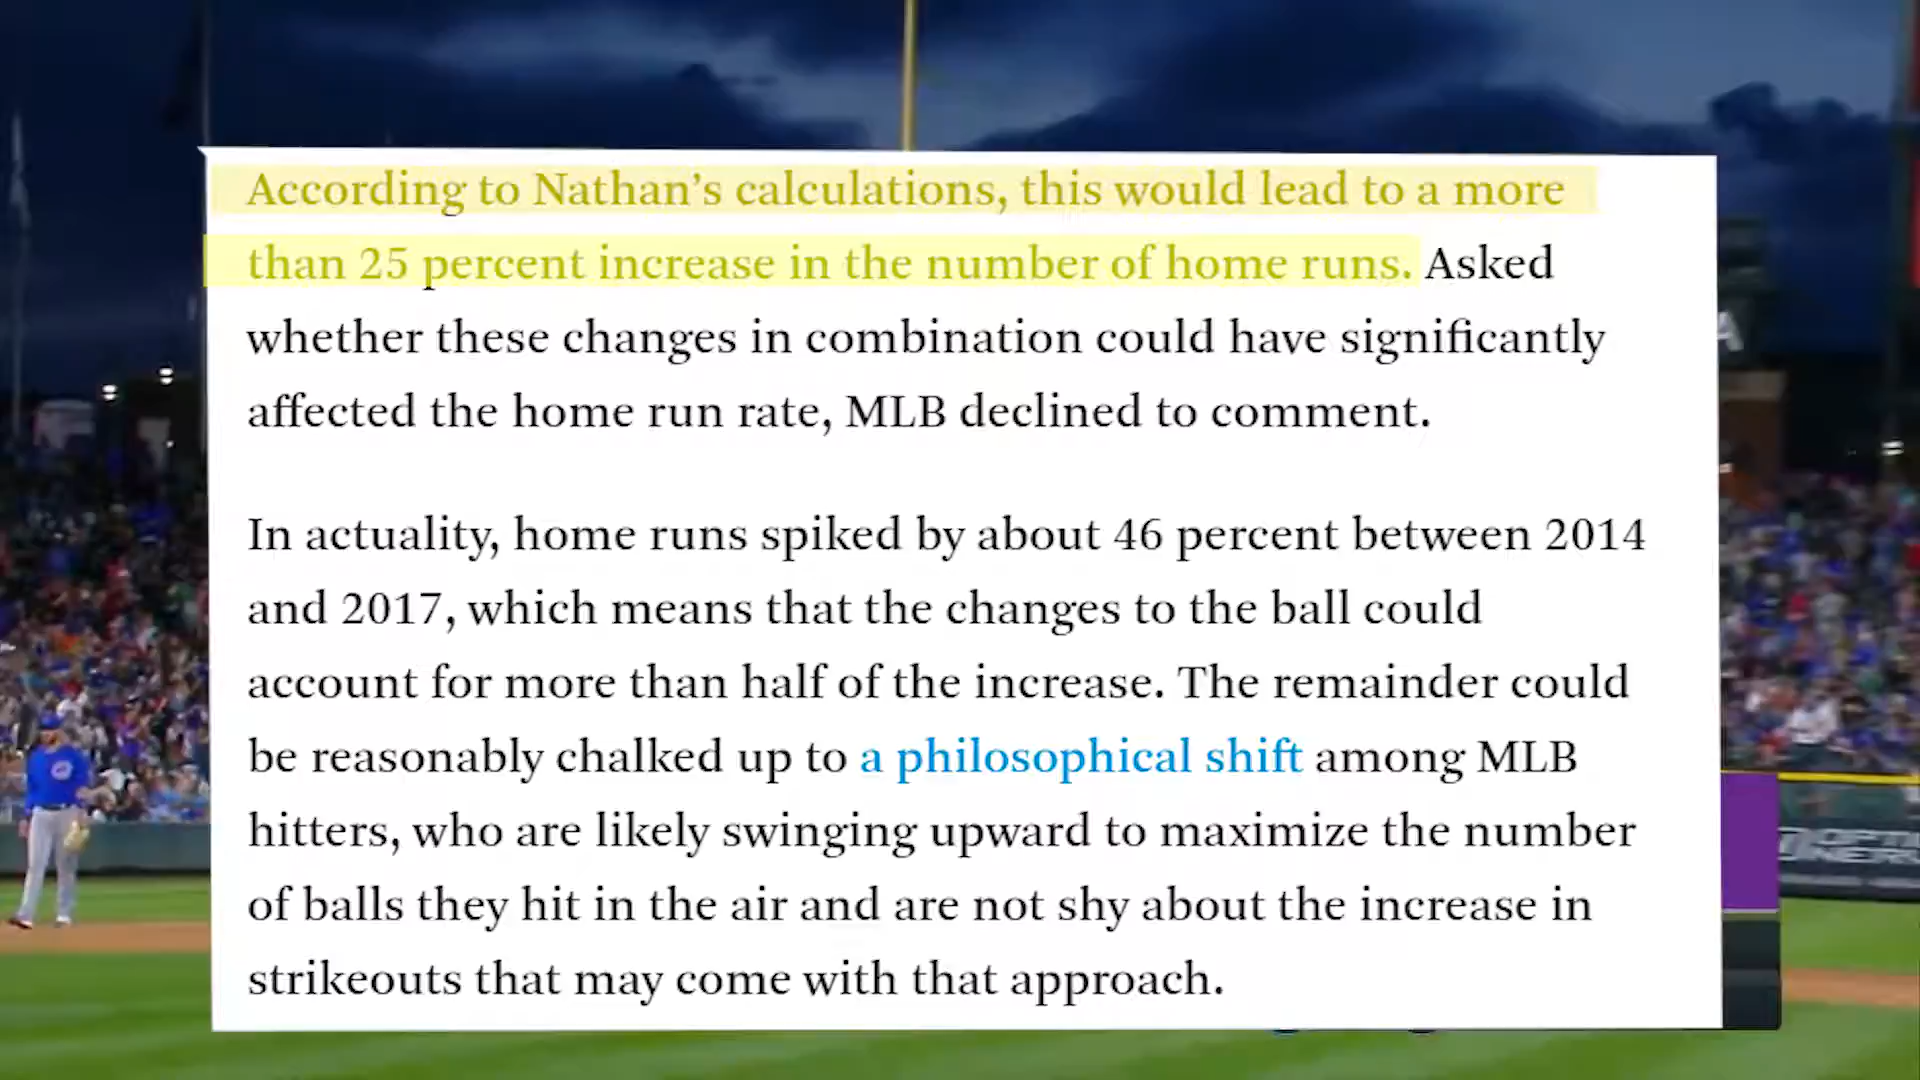 According to Nathan's calculations, this would lead to a more
than 25 percent increase in the number of home runs. Asked
whether these changes in combination could have significantly
affected the home run rate, MLB declined to comment.
In actuality, home runs spiked by about 46 percent between 2014
and 2017, which means that the changes to the ball could
account for more than half of the increase. The remainder could
be reasonably chalked up to a philosophical shift among MLB
hitters, who are likely swinging upward to maximize the number
of balls they hit in the air and are not shy about the increase in
strikeouts that may come with that approach.